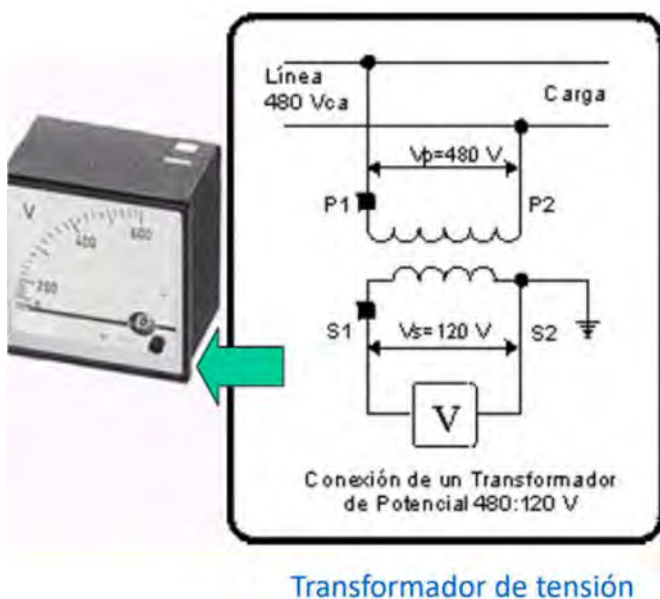 Línea
480 Vca
Carga
Vp=480 V
P1
P2
V
200
400
600
S1
Vs=120 V
S2
V
Conexión de un Transformador
de Potencial 480:120 V
Transformador de tensión